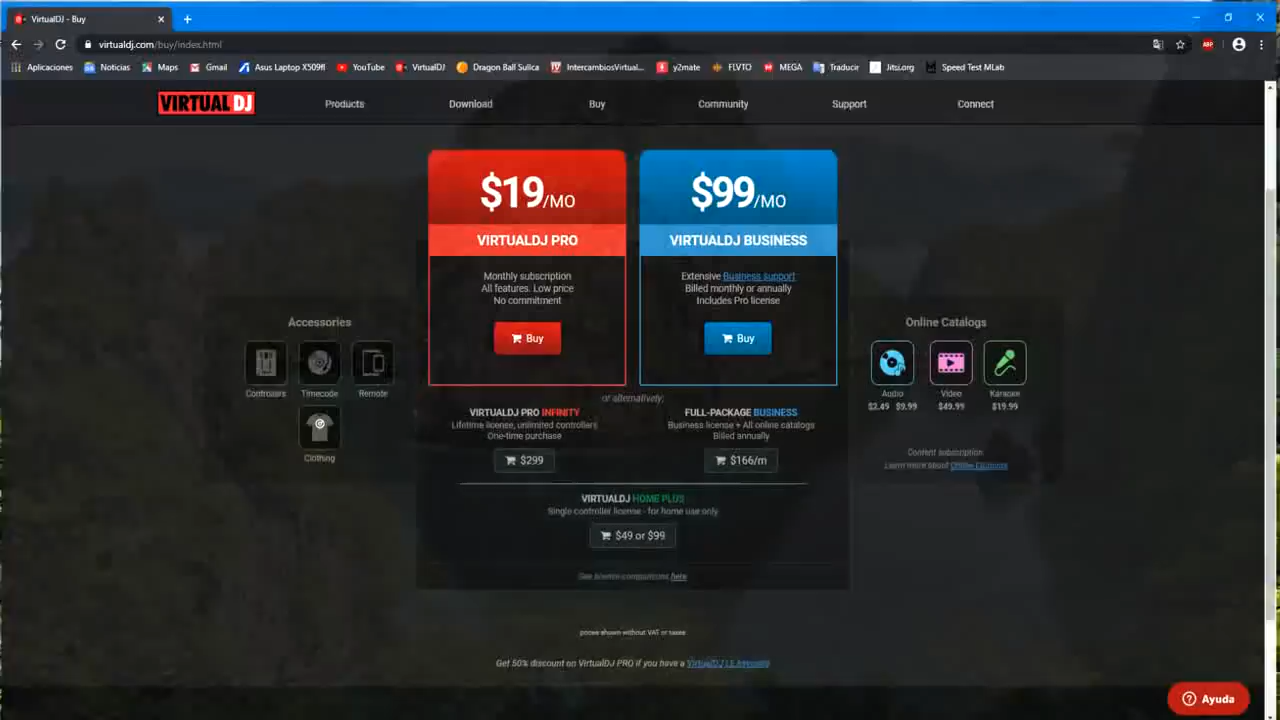 VirtualDJ - Buy
virtualdj.com/buy/index.html
Aplicaciones Noticias Maps Gmail Asus Laptop X509fl YouTube VirtualDJ Dragon Ball Sullca IntercambiosVirtual... y2mate FLVTO MEGA Traducir Jitsi.org Speed Test MLab
VIRTUAL DJ Products Download Buy Community Support Connect
$19/MO
VIRTUALDJ PRO
Monthly subscription
All features. Low price
No commitment
Buy
$99/MO
VIRTUALDJ BUSINESS
Extensive Business support
Billed monthly or annually
Includes Pro license
Buy
Accessories
Controllers Timecode Remote
Clothing
Online Catalogs
Audio Video Karaoke
$2.49 $9.99 $49.99 $19.99
Content subscription
Learn more about Online Contents
or alternatively:
VIRTUALDJ PRO INFINITY
Lifetime license, unlimited controllers
One-time purchase
$299
FULL-PACKAGE BUSINESS
Business license + All online catalogs
Billed annually
$166/m
VIRTUALDJ HOME PLUS
Single controller license - for home use only
$49 or $99
See license comparisons here
prices shown without VAT or taxes
Get 50% discount on VirtualDJ PRO if you have a VirtualDJ LE
Ayuda